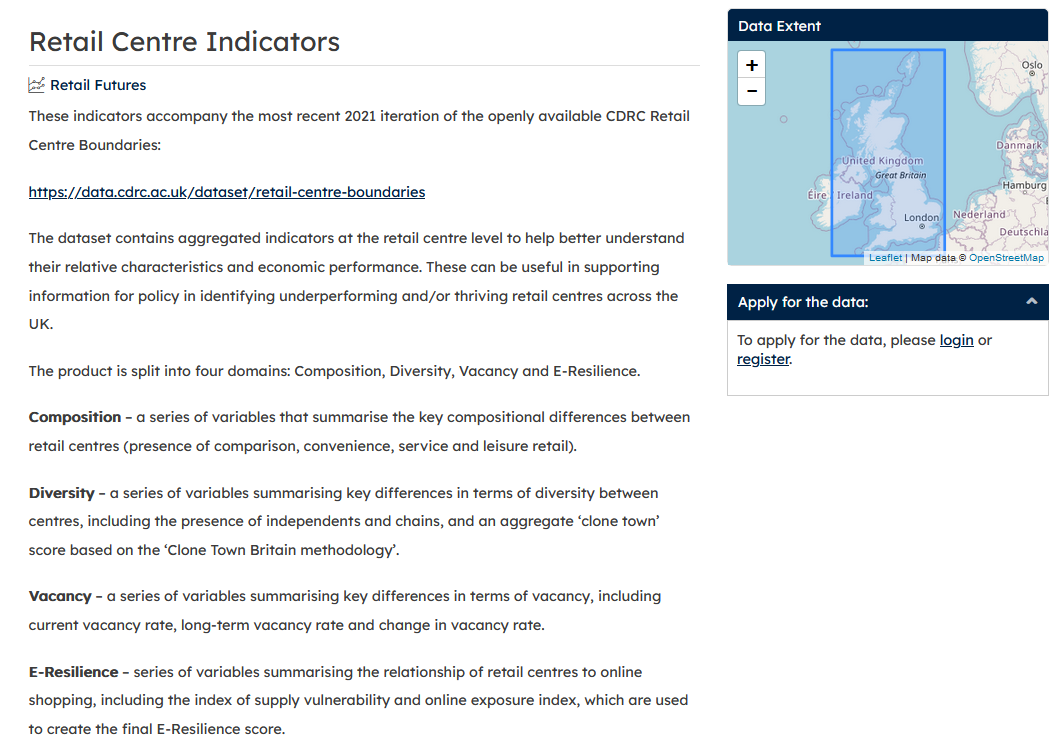 Retail Centre Indicators
Retail Futures
These indicators accompany the most recent 2021 iteration of the openly available CDRC Retail
Centre Boundaries:
https://data.cdrc.ac.uk/dataset/retail-centre-boundaries
The dataset contains aggregated indicators at the retail centre level to help better understand
their relative characteristics and economic performance. These can be useful in supporting
information for policy in identifying underperforming and/or thriving retail centres across the
UK.
The product is split into four domains: Composition, Diversity, Vacancy and E-Resilience.
Composition – a series of variables that summarise the key compositional differences between
retail centres (presence of comparison, convenience, service and leisure retail).
Diversity – a series of variables summarising key differences in terms of diversity between
centres, including the presence of independents and chains, and an aggregate ‘clone town’
score based on the ‘Clone Town Britain methodology’.
Vacancy – a series of variables summarising key differences in terms of vacancy, including
current vacancy rate, long-term vacancy rate and change in vacancy rate.
E-Resilience – series of variables summarising the relationship of retail centres to online
shopping, including the index of supply vulnerability and online exposure index, which are used
to create the final E-Resilience score.
Data Extent
+
−
Oslo
Danmark
United Kingdom
Great Britain
Hamburg
Éire / Ireland
London
Nederland
Deutschla
Leaflet | Map data © OpenStreetMap
Apply for the data:
To apply for the data, please login or
register.